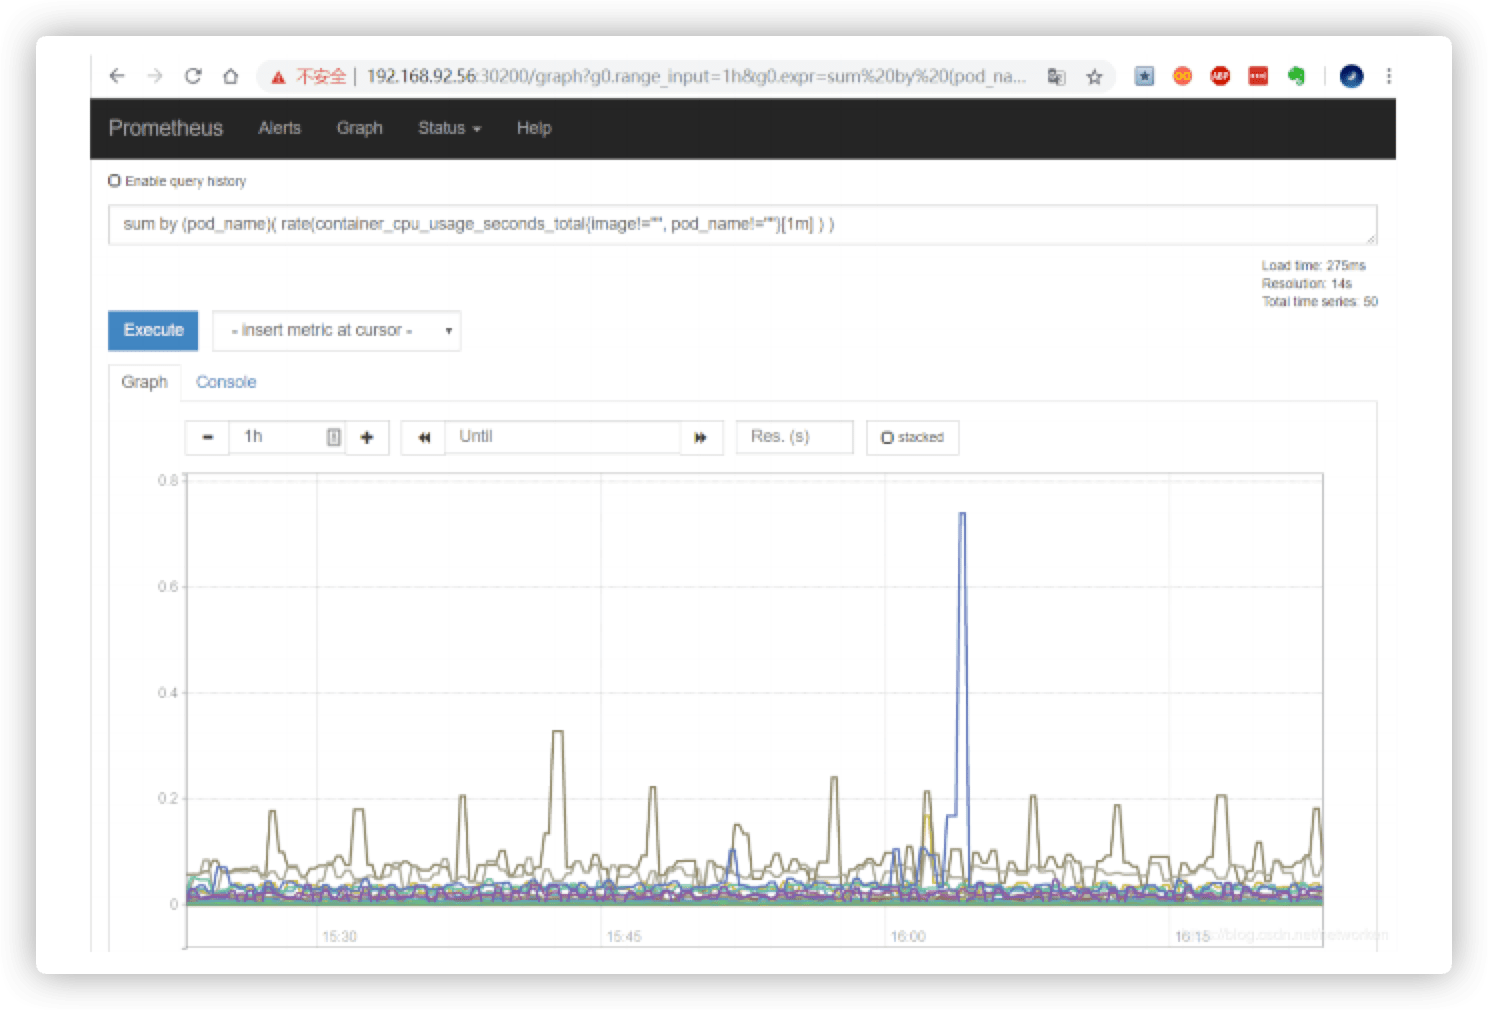 不安全 | 192.168.92.56:30200/graph?g0.range_input=1h&g0.expr=sum%20by%20(pod_na...
ABP
Prometheus Alerts Graph Status Help
Enable query history
sum by (pod_name)( rate(container_cpu_usage_seconds_total{image!="", pod_name!=""}[1m] ) )
Load time: 275ms
Resolution: 14s
Total time series: 50
Execute - insert metric at cursor -
Graph Console
- 1h + Until Res. (s) stacked
0.8
0.6
0.4
0.2
0
15:30 15:45 16:00 16:15
//blog.csdn.net/networken